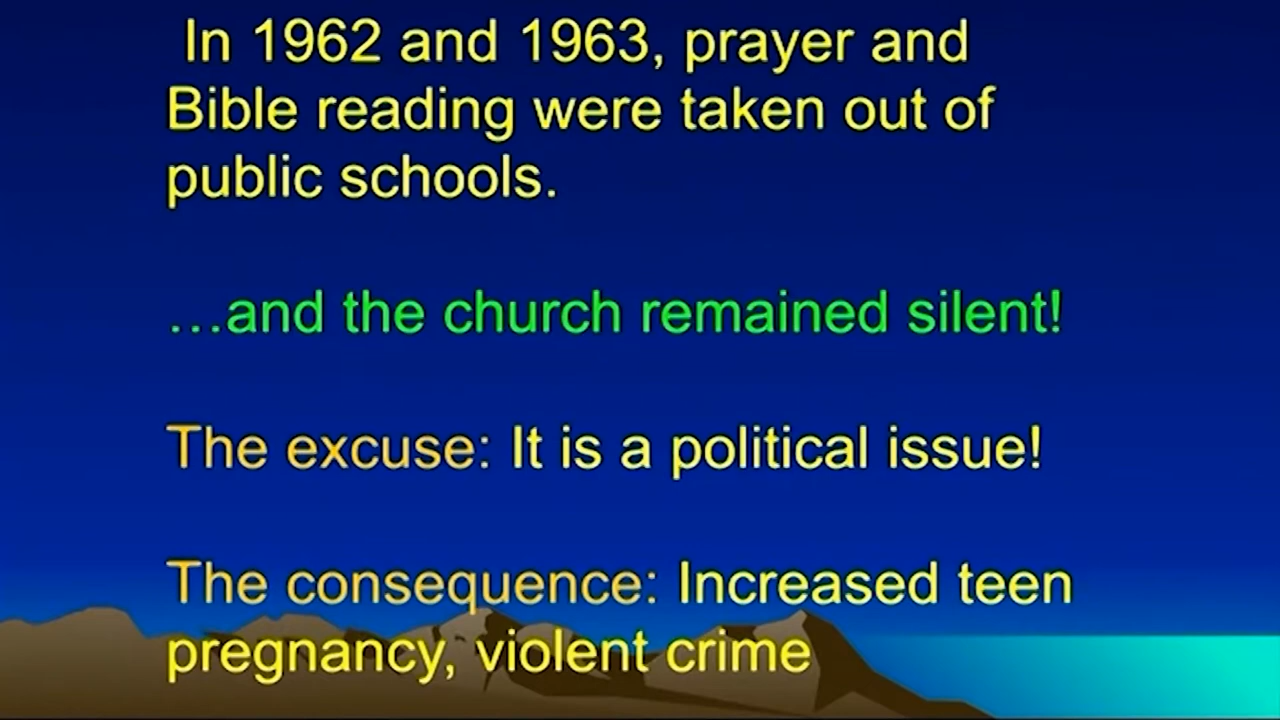 In 1962 and 1963, prayer and
Bible reading were taken out of
public schools.
…and the church remained silent!
The excuse: It is a political issue!
The consequence: Increased teen
pregnancy, violent crime